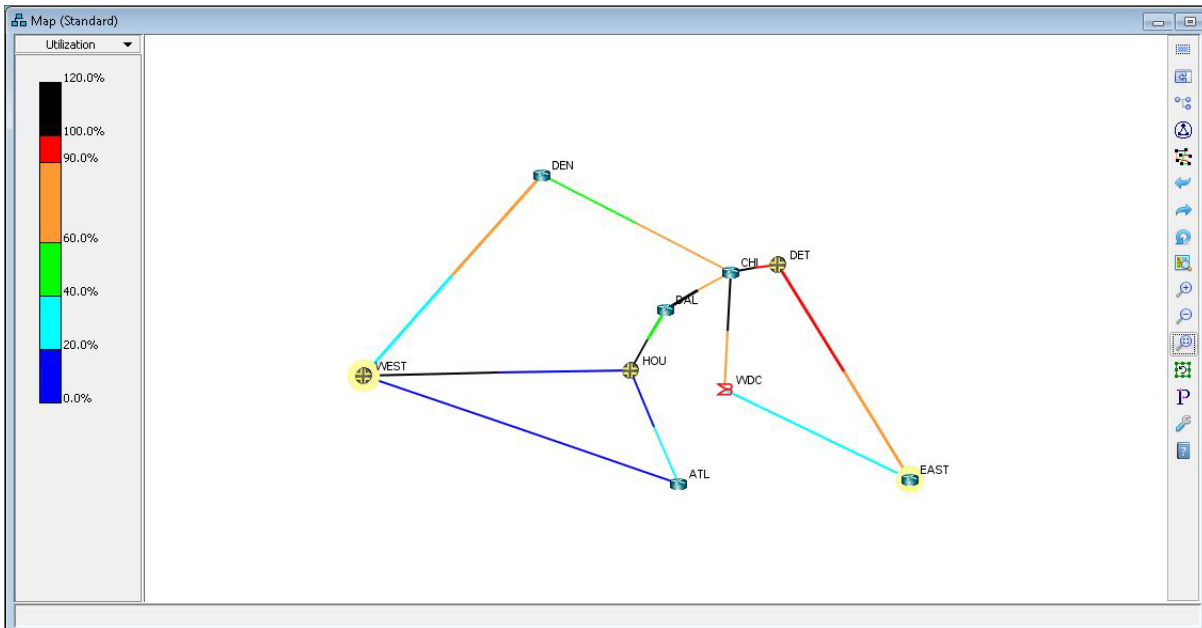 Map (Standard)
Utilization
120.0%
100.0%
90.0%
60.0%
40.0%
20.0%
0.0%
DEN
CHI
DET
DAL
HOU
WEST
WDC
ATL
EAST
P
?